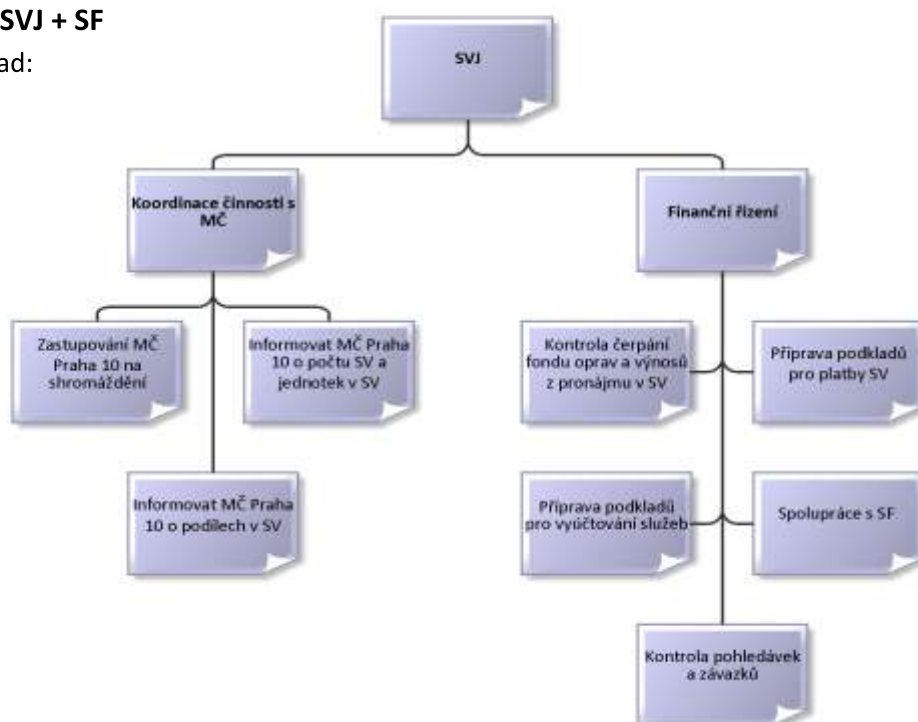 SVJ + SF
ad:
SVJ
Koordinace činností s
MČ
Finanční řízení
Zastupování MČ
Praha 10 na
shromáždění
Informovat MČ Praha
10 o počtu SV a
jednotek v SV
Informovat MČ Praha
10 o podílech v SV
Kontrola čerpání
fondu oprav a výnosů
z pronájmu v SV
Příprava podkladů
pro platby SV
Příprava podkladů
pro vyúčtování služeb
Spolupráce s SF
Kontrola pohledávek
a závazků